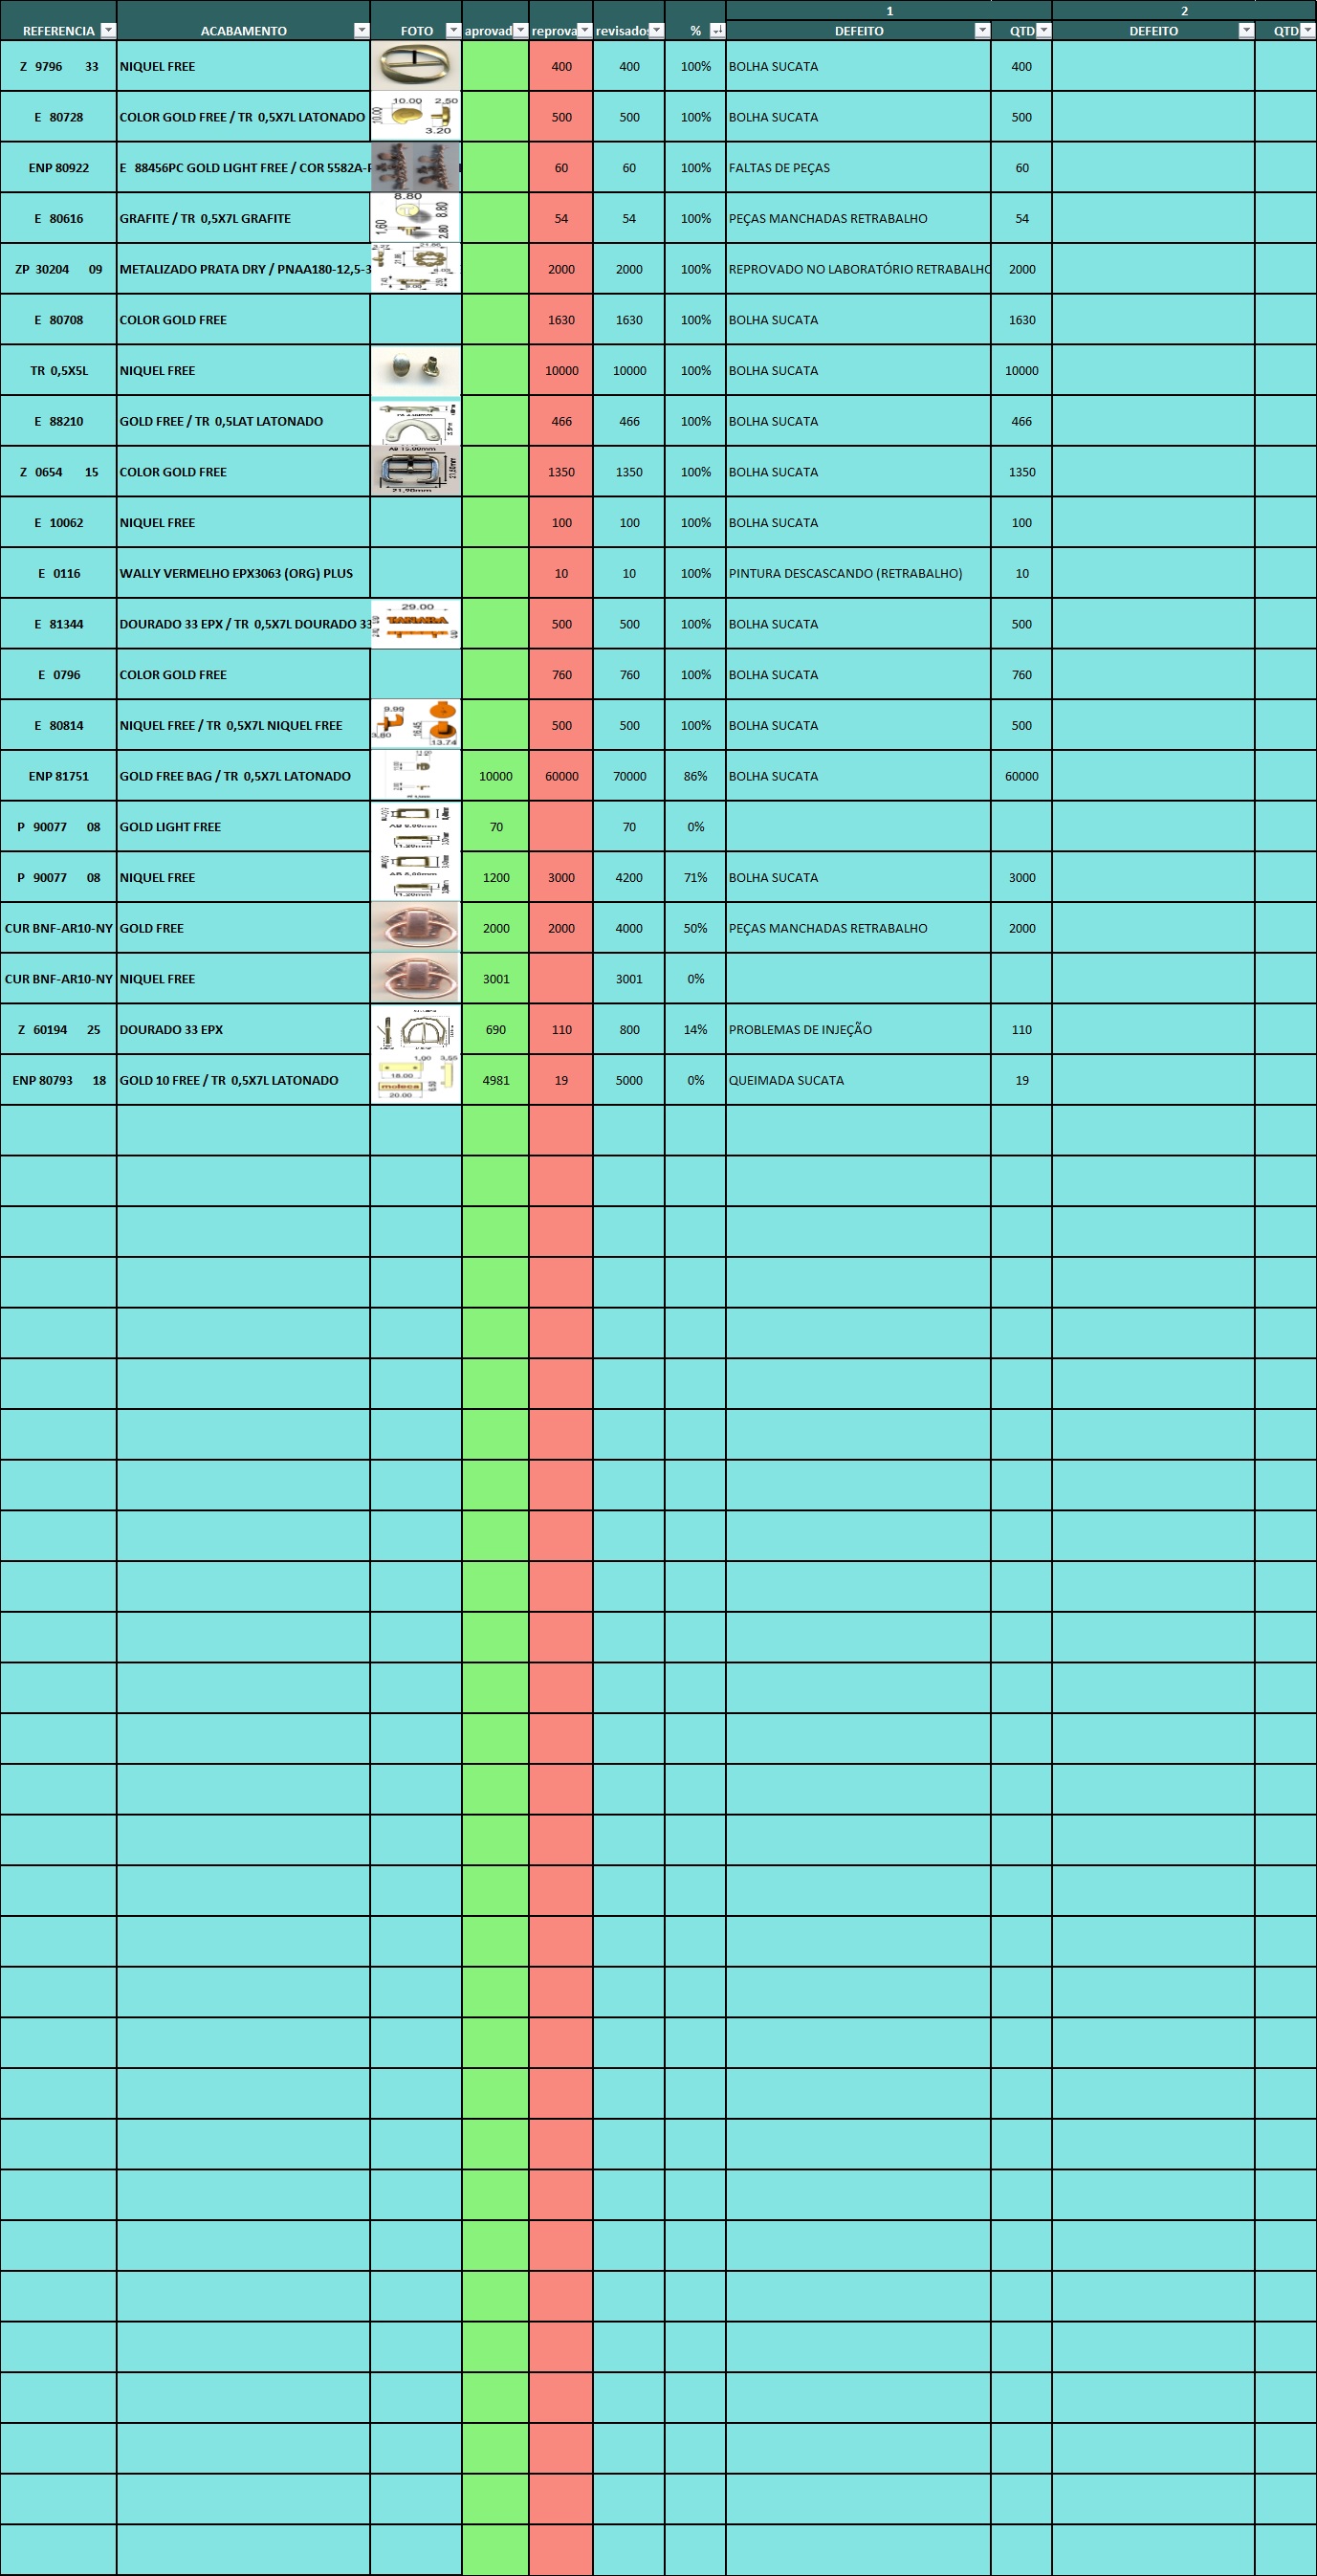 1 2
REFERENCIA ACABAMENTO FOTO aprovad reprova revisados % DEFEITO QTD DEFEITO QTD
Z 9796 33 NIQUEL FREE 400 400 100% BOLHA SUCATA 400
E 80728 COLOR GOLD FREE / TR 0,5X7L LATONADO 10.00 2.50 10.00 3.20 500 500 100% BOLHA SUCATA 500
ENP 80922 E 88456PC GOLD LIGHT FREE / COR 5582A- 60 60 100% FALTAS DE PEÇAS 60
E 80616 GRAFITE / TR 0,5X7L GRAFITE 8.80 8.80 1.60 2.80 54 54 100% PEÇAS MANCHADAS RETRABALHO 54
ZP 30204 09 METALIZADO PRATA DRY / PNAA180-12,5-3 2000 2000 100% REPROVADO NO LABORATÓRIO RETRABALHO 2000
E 80708 COLOR GOLD FREE 1630 1630 100% BOLHA SUCATA 1630
TR 0,5X5L NIQUEL FREE 10000 10000 100% BOLHA SUCATA 10000
E 88210 GOLD FREE / TR 0,5LAT LATONADO 466 466 100% BOLHA SUCATA 466
Z 0654 15 COLOR GOLD FREE 21,90mm 1350 1350 100% BOLHA SUCATA 1350
E 10062 NIQUEL FREE 100 100 100% BOLHA SUCATA 100
E 0116 WALLY VERMELHO EPX3063 (ORG) PLUS 10 10 100% PINTURA DESCASCANDO (RETRABALHO) 10
E 81344 DOURADO 33 EPX / TR 0,5X7L DOURADO 33 29.00 TANARA 500 500 100% BOLHA SUCATA 500
E 0796 COLOR GOLD FREE 760 760 100% BOLHA SUCATA 760
E 80814 NIQUEL FREE / TR 0,5X7L NIQUEL FREE 9.99 3.80 16.45 13.74 500 500 100% BOLHA SUCATA 500
ENP 81751 GOLD FREE BAG / TR 0,5X7L LATONADO 10000 60000 70000 86% BOLHA SUCATA 60000
P 90077 08 GOLD LIGHT FREE 70 70 0%
P 90077 08 NIQUEL FREE 1200 3000 4200 71% BOLHA SUCATA 3000
CUR BNF-AR10-NY GOLD FREE 2000 2000 4000 50% PEÇAS MANCHADAS RETRABALHO 2000
CUR BNF-AR10-NY NIQUEL FREE 3001 3001 0%
Z 60194 25 DOURADO 33 EPX 690 110 800 14% PROBLEMAS DE INJEÇÃO 110
ENP 80793 18 GOLD 10 FREE / TR 0,5X7L LATONADO 1.90 3.55 18.00 moleca 20.00 4981 19 5000 0% QUEIMADA SUCATA 19